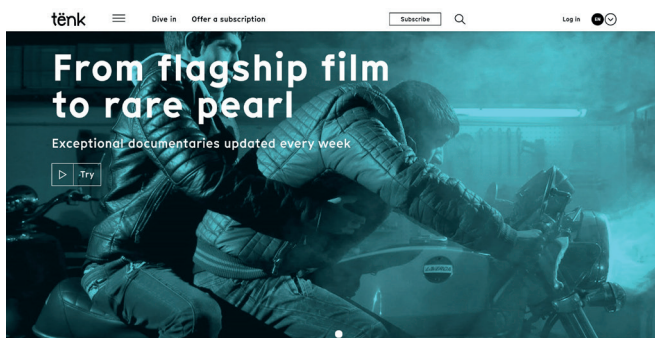 tënk
Dive in
Offer a subscription
Subscribe
Log in
EN
From flagship film
to rare pearl
Exceptional documentaries updated every week
Try